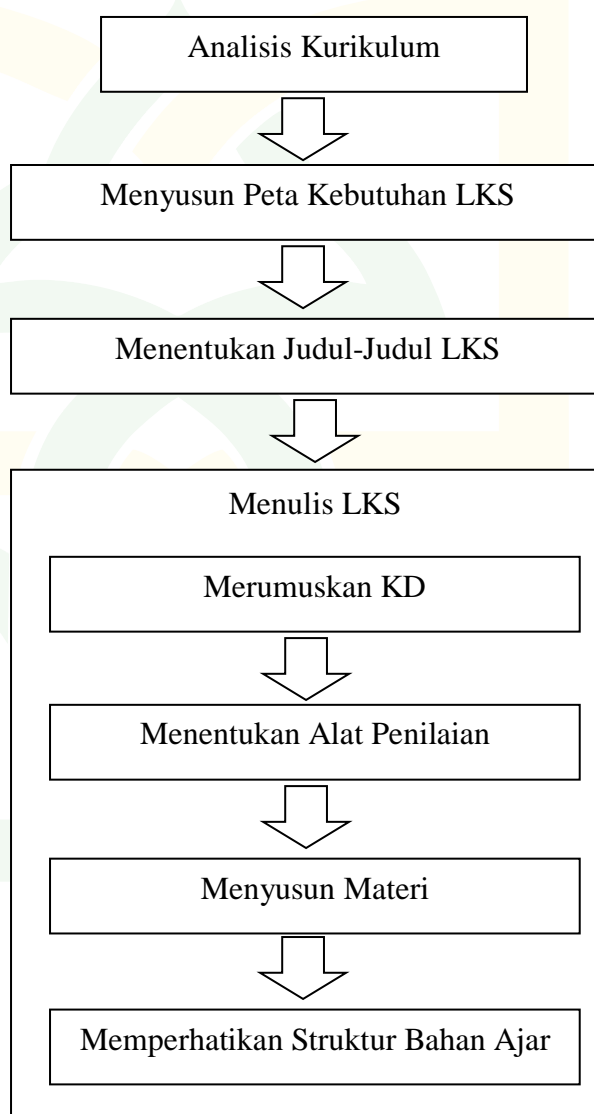 Analisis Kurikulum
Menyusun Peta Kebutuhan LKS
Menentukan Judul-Judul LKS
Menulis LKS
Merumuskan KD
Menentukan Alat Penilaian
Menyusun Materi
Memperhatikan Struktur Bahan Ajar